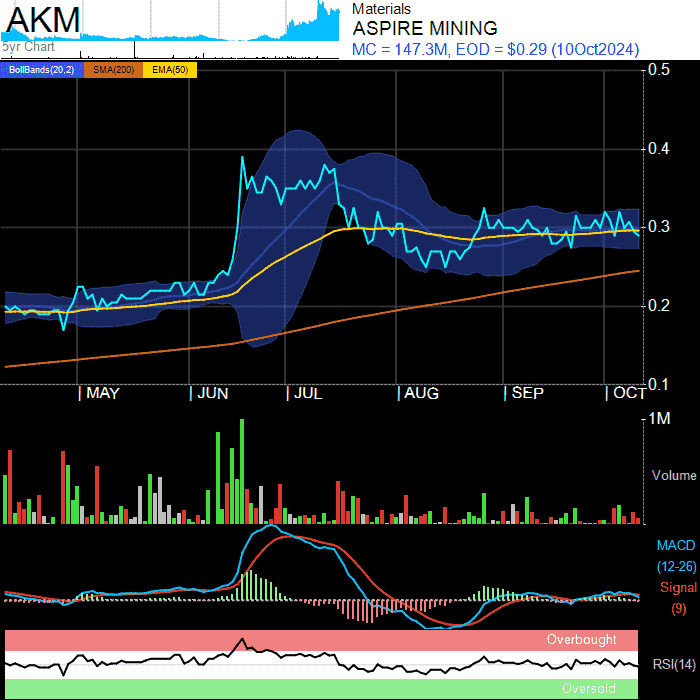 AKM
5yr Chart
Materials
ASPIRE MINING
MC = 147.3M, EOD = $0.29 (10Oct2024)
BollBands(20,2) SMA(200) EMA(50)
0.5
0.4
0.3
0.2
0.1
MAY JUN JUL AUG SEP OCT
1M
Volume
MACD
(12-26)
Signal
(9)
Overbought
RSI(14)
Oversold